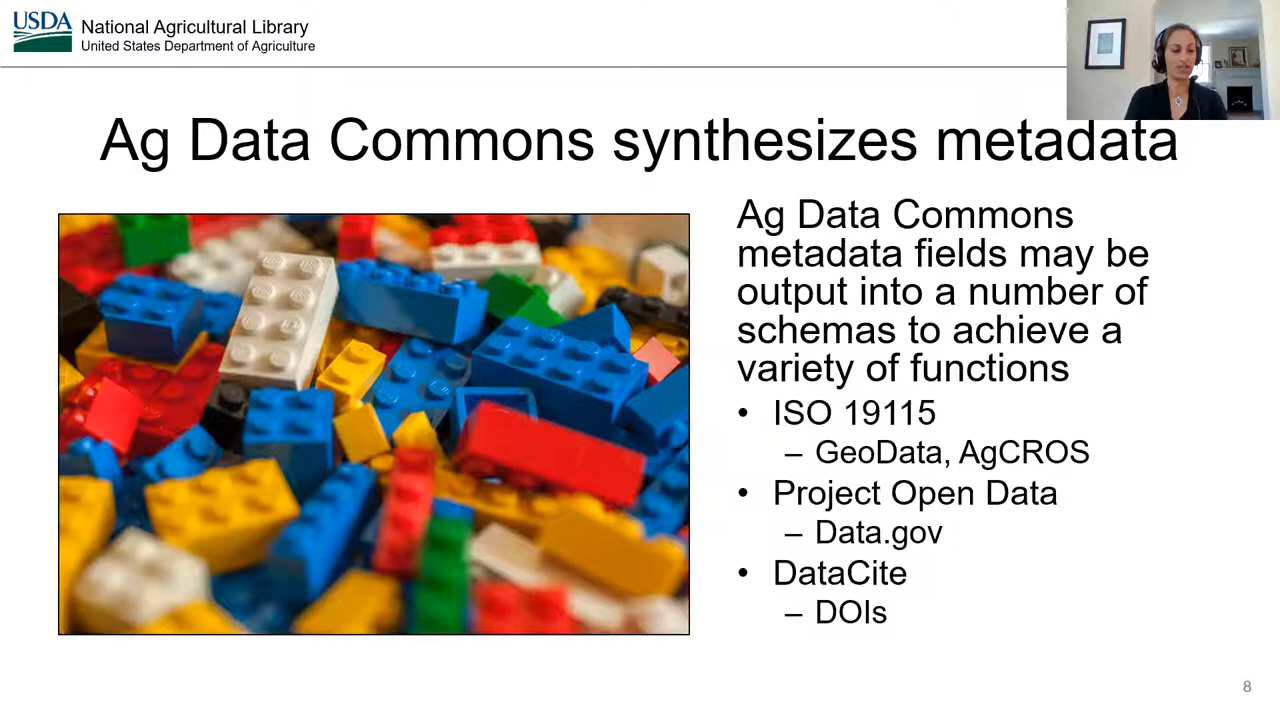 USDA
National Agricultural Library
United States Department of Agriculture
Ag Data Commons synthesizes metadata
Ag Data Commons
metadata fields may be
output into a number of
schemas to achieve a
variety of functions
• ISO 19115
– GeoData, AgCROS
• Project Open Data
– Data.gov
• DataCite
– DOIs
8